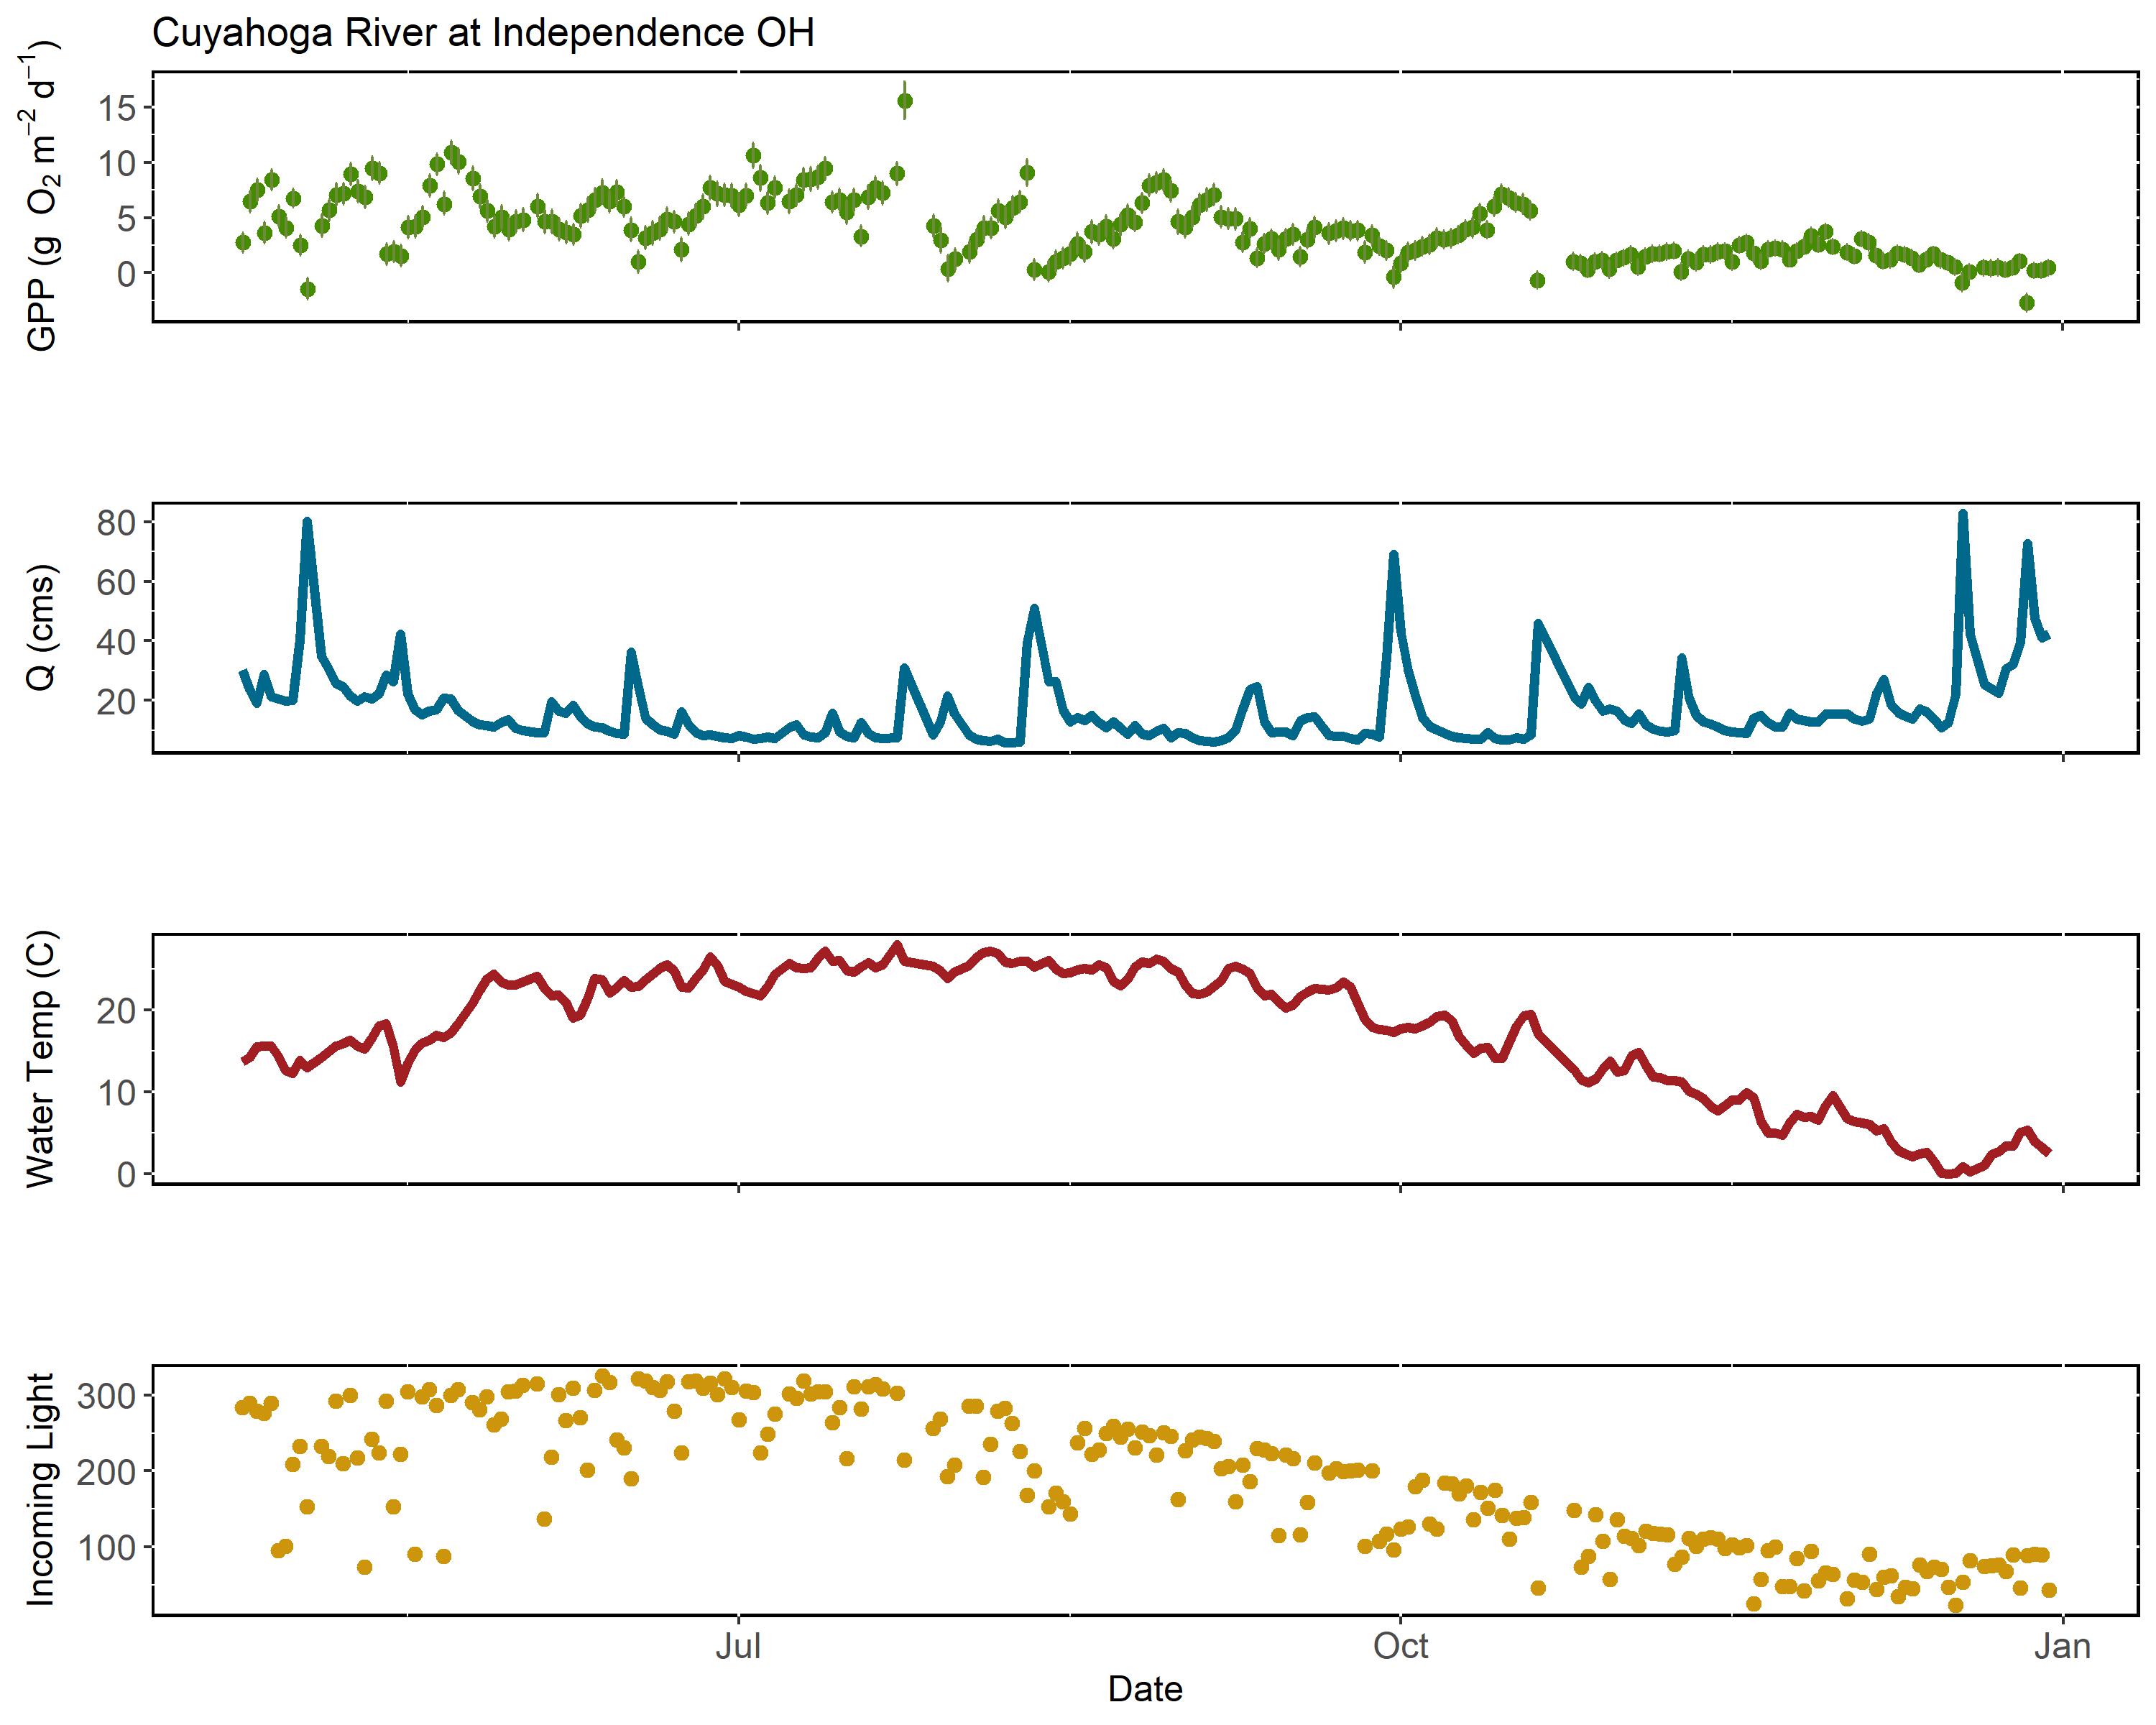 Cuyahoga River at Independence OH
GPP (g O₂ m⁻² d⁻¹)
15
10
5
0
Q (cms)
80
60
40
20
Water Temp (C)
20
10
0
Incoming Light
300
200
100
Jul Oct Jan
Date